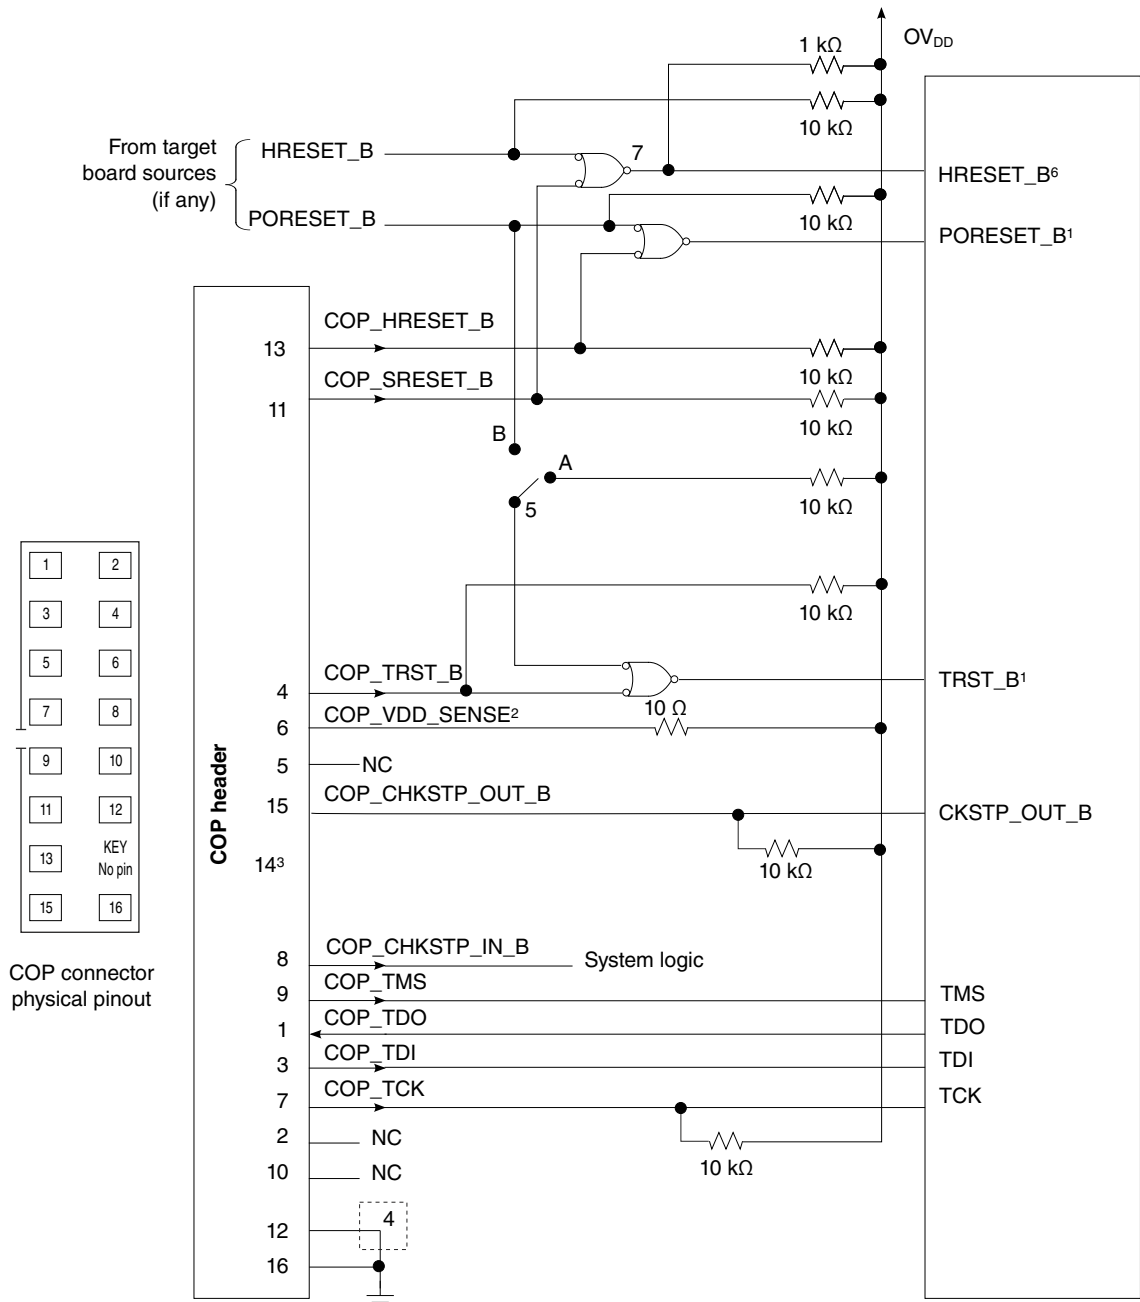 OVDD
1 kΩ
10 kΩ
From target
board sources
(if any)
HRESET_B
7
HRESET_B6
PORESET_B
10 kΩ
PORESET_B1
COP_HRESET_B
13
10 kΩ
COP_SRESET_B
11
10 kΩ
B
A
5
10 kΩ
10 kΩ
COP_TRST_B
4
TRST_B1
10 Ω
COP_VDD_SENSE2
6
5
NC
COP_CHKSTP_OUT_B
15
CKSTP_OUT_B
10 kΩ
143
COP header
COP_CHKSTP_IN_B
8
System logic
COP_TMS
9
TMS
COP_TDO
1
TDO
COP_TDI
3
TDI
COP_TCK
7
TCK
10 kΩ
2
NC
10
NC
4
12
16
1 2
3 4
5 6
7 8
9 10
11 12
13 KEY
No pin
15 16
COP connector
physical pinout